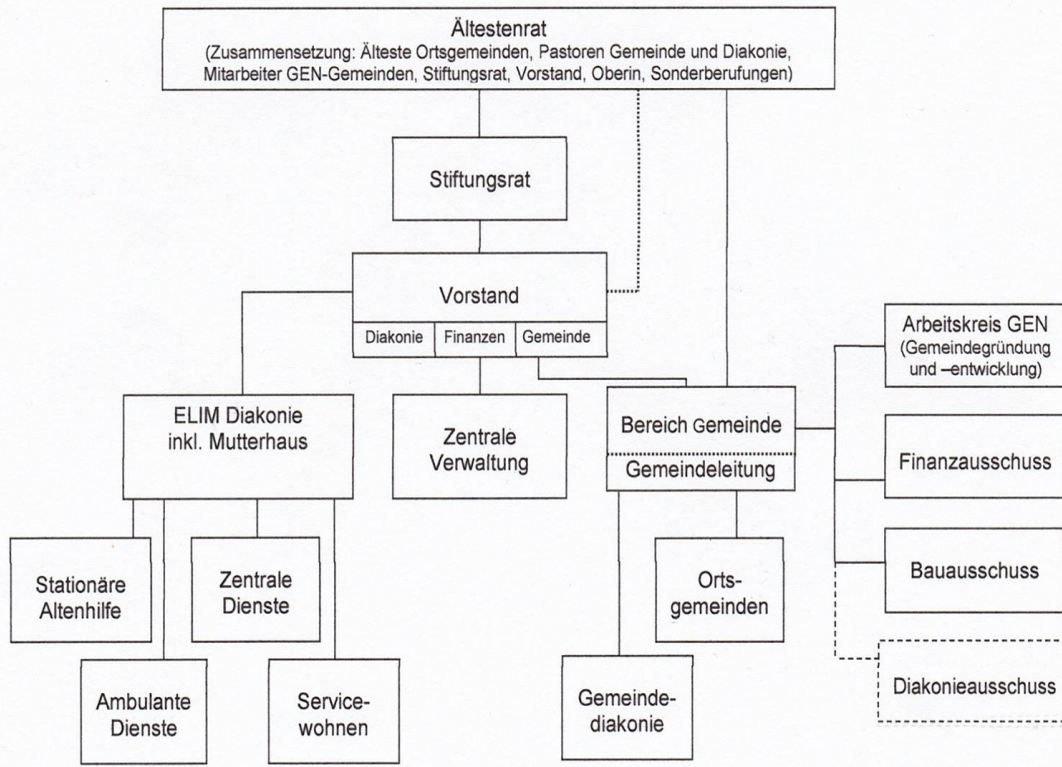 Ältestenrat
(Zusammensetzung: Älteste Ortsgemeinden, Pastoren Gemeinde und Diakonie,
Mitarbeiter GEN-Gemeinden, Stiftungsrat, Vorstand, Oberin, Sonderberufungen)
Stiftungsrat
Vorstand
Diakonie
Finanzen
Gemeinde
ELIM Diakonie
inkl. Mutterhaus
Zentrale
Verwaltung
Bereich Gemeinde
Gemeindeleitung
Arbeitskreis GEN
(Gemeindegründung
und –entwicklung)
Finanzausschuss
Bauausschuss
Diakonieausschuss
Stationäre
Altenhilfe
Zentrale
Dienste
Orts-
gemeinden
Ambulante
Dienste
Service-
wohnen
Gemeinde-
diakonie